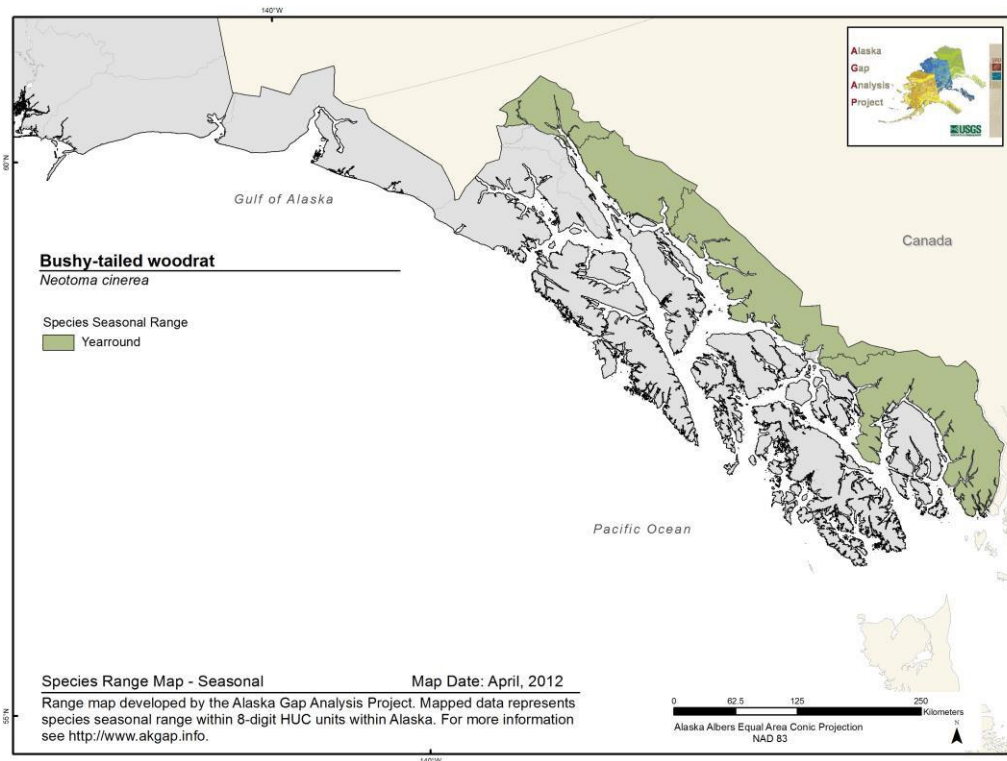 140°W
Alaska
Gap
Analysis
Project
USGS
60°N
Gulf of Alaska
Canada
Bushy-tailed woodrat
Neotoma cinerea
Species Seasonal Range
Yearround
Pacific Ocean
Species Range Map - Seasonal Map Date: April, 2012
Range map developed by the Alaska Gap Analysis Project. Mapped data represents
species seasonal range within 8-digit HUC units within Alaska. For more information
see http://www.akgap.info.
0 62.5 125 250
Kilometers
Alaska Albers Equal Area Conic Projection
NAD 83
N
55°N
140°W